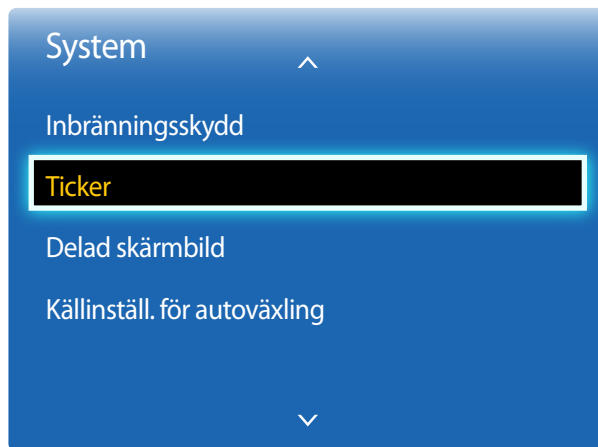 System
Inbränningsskydd
Ticker
Delad skärmbild
Källinställ. för autoväxling